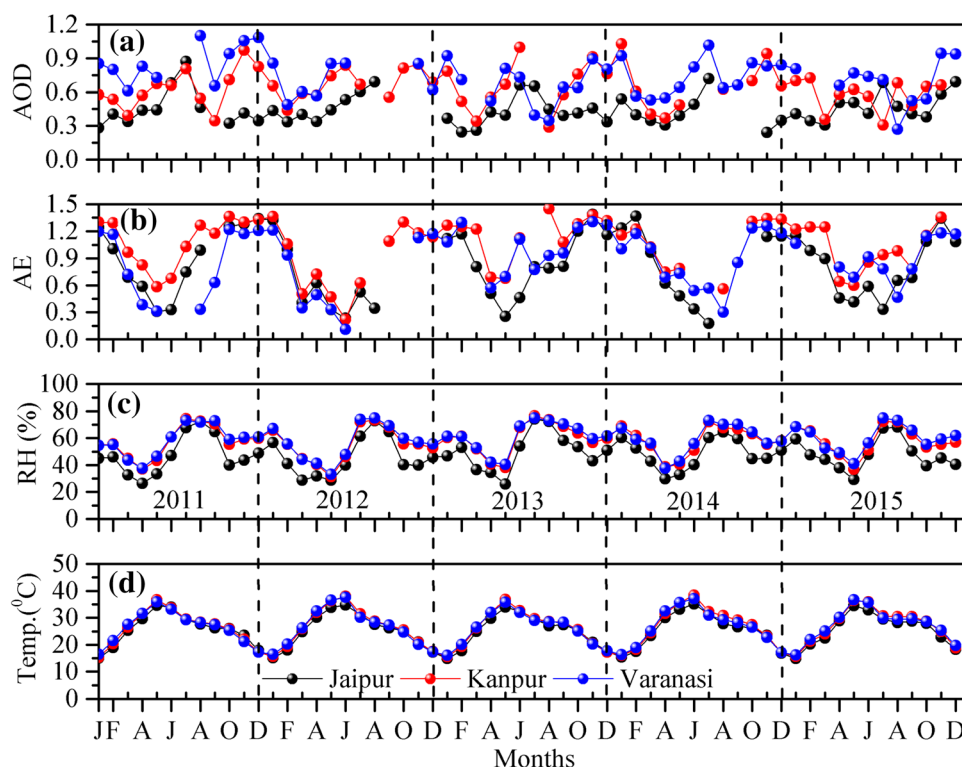 1.2
(a)
0.9
AOD
0.6
0.3
0.0
1.5
(b)
1.2
0.9
AE
0.6
0.3
0.0
100
(c)
80
RH (%)
60
40
20
0
2011 2012 2013 2014 2015
50
(d)
40
30
Temp.(⁰C)
20
10
0
Jaipur Kanpur Varanasi
J F A J A O D F A J A O D F A J A O D F A J A O D F A J A O D
Months